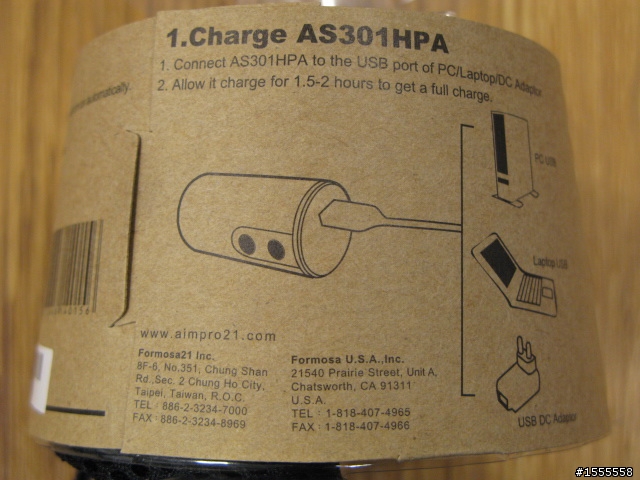 1.Charge AS301HPA
1. Connect AS301HPA to the USB port of PC/Laptop/DC Adaptor
2. Allow it charge for 1.5-2 hours to get a full charge.
automatically.
PC USB
Laptop USB
USB DC Adaptor
www.aimpro21.com
Formosa21 Inc.
8F-6, No.351, Chung Shan
Rd.,Sec. 2 Chung Ho City,
Taipei, Taiwan, R.O.C.
TEL : 886-2-3234-7000
FAX : 886-2-3234-8969
Formosa U.S.A.,Inc.
21540 Prairie Street, Unit A,
Chatsworth, CA 91311
U.S.A.
TEL : 1-818-407-4965
FAX : 1-818-407-4966
#1555558